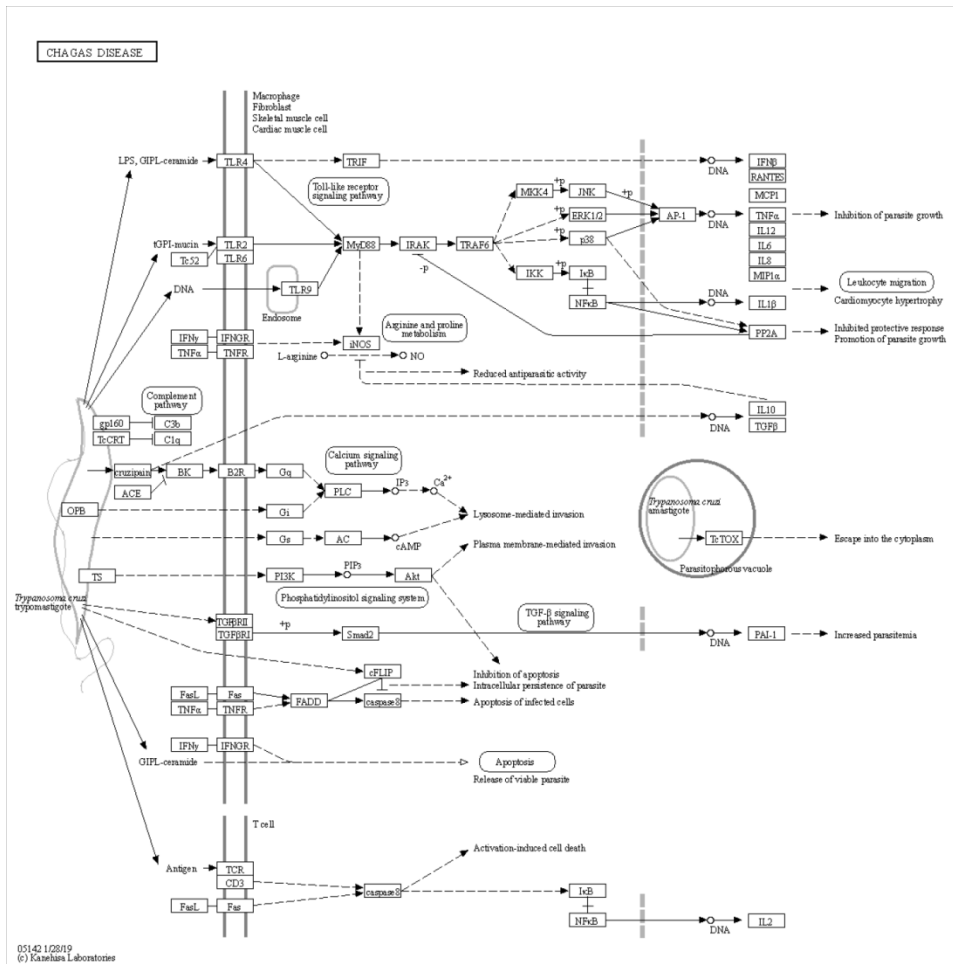 CHAGAS DISEASE
Macrophage
Fibroblast
Skeletal muscle cell
Cardiac muscle cell
LPS, GIPL-ceramide
TLR4
TRIF
DNA
IFNβ
RANTES
MCP1
Toll-like receptor
signaling pathway
MKK4
+p
JNK
+p
+p
ERK1/2
AP-1
DNA
TNFα
Inhibition of parasite growth
IL12
tGPI-mucin
TLR2
MyD88
IRAK
TRAF6
+p
p38
IL6
Tc52
TLR6
IL8
-p
+p
IKK
IκB
MIP1α
DNA
TLR9
Endosome
NFκB
DNA
IL1β
Leukocyte migration
Cardiomyocyte hypertrophy
Arginine and proline
metabolism
PP2A
Inhibited protective response
Promotion of parasite growth
IFNγ
IFNGR
iNOS
TNFα
TNFR
L-arginine
NO
Reduced antiparasitic activity
Complement
pathway
IL10
DNA
TGFβ
gp160
C3b
TcCRT
C1q
Calcium signaling
pathway
cruzipain
BK
B2R
Gq
ACE
PLC
IP3
Ca2+
OPB
Gi
Lysosome-mediated invasion
Gs
AC
cAMP
Plasma membrane-mediated invasion
Trypanosoma cruzi
amastigote
TcTOX
Escape into the cytoplasm
Parasitophorous vacuole
TS
PI3K
PIP3
Akt
Phosphatidylinositol signaling system
Trypanosoma cruzi
trypomastigote
TGF-β signaling
pathway
TGFβRII
TGFβRI
+p
Smad2
DNA
PAI-1
Increased parasitemia
cFLIP
Inhibition of apoptosis
Intracellular persistence of parasite
FasL
Fas
FADD
caspase8
Apoptosis of infected cells
TNFα
TNFR
IFNγ
IFNGR
GIPL-ceramide
Apoptosis
Release of viable parasite
T cell
Activation-induced cell death
Antigen
TCR
CD3
caspase8
IκB
FasL
Fas
NFκB
DNA
IL2
05142 1/28/19
(c) Kanehisa Laboratories